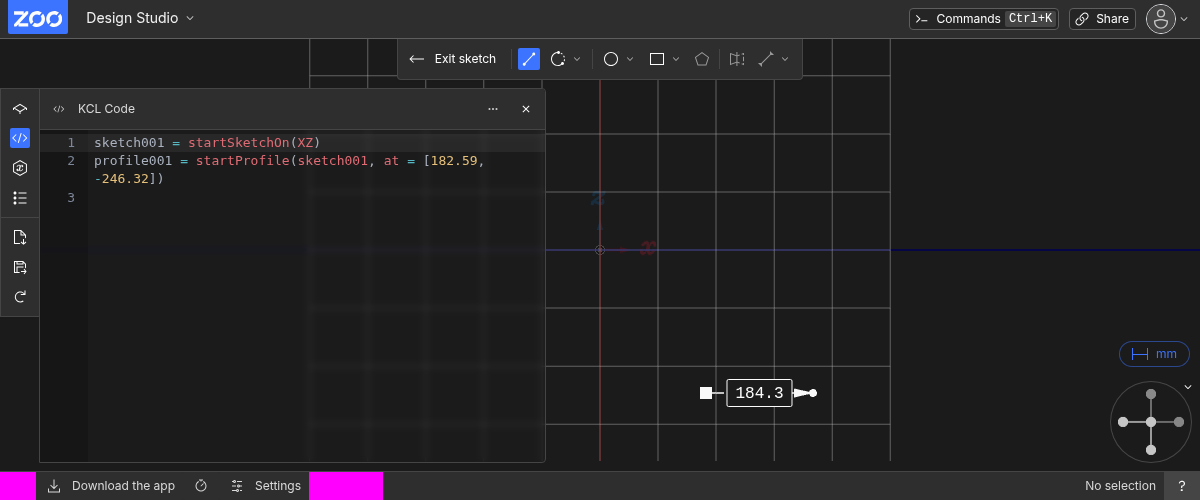 ZOO
Design Studio
Commands Ctrl+K
Share
Exit sketch
KCL Code
1 sketch001 = startSketchOn(XZ)
2 profile001 = startProfile(sketch001, at = [182.59,
-246.32])
3
z
x
184.3
mm
Download the app
Settings
No selection
?